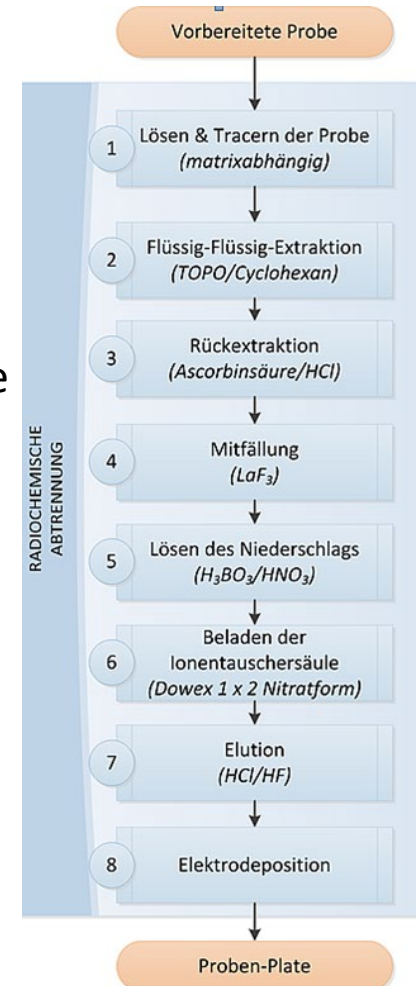 Vorbereitete Probe
RADIOCHEMISCHE
ABTRENNUNG
1
Lösen & Tracern der Probe
(matrixabhängig)
2
Flüssig-Flüssig-Extraktion
(TOPO/Cyclohexan)
e
3
Rückextraktion
(Ascorbinsäure/HCl)
4
Mitfällung
(LaF₃)
5
Lösen des Niederschlags
(H₃BO₃/HNO₃)
6
Beladen der
Ionentauschersäule
(Dowex 1 x 2 Nitratform)
7
Elution
(HCl/HF)
8
Elektrodeposition
Proben-Plate